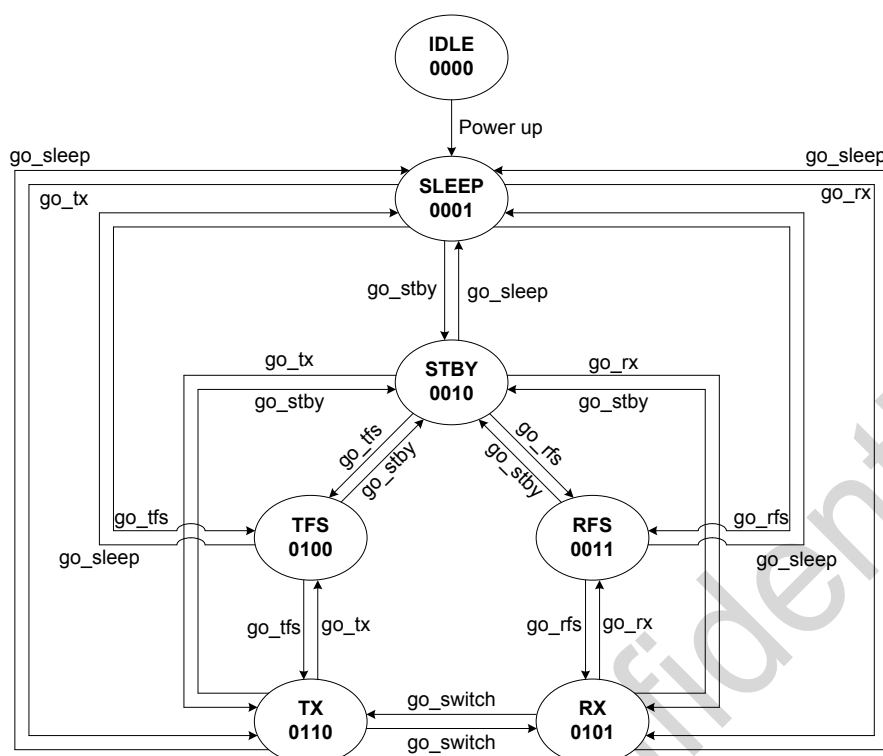 IDLE
0000
Power up
go_sleep
go_sleep
SLEEP
0001
go_tx
go_rx
go_stby
go_sleep
go_tx
STBY
0010
go_rx
go_stby
go_stby
go_tfs
go_stby
go_rfs
go_stby
go_tfs
TFS
0100
RFS
0011
go_rfs
go_sleep
go_sleep
go_tfs
go_tx
go_rfs
go_rx
TX
0110
go_switch
go_switch
RX
0101